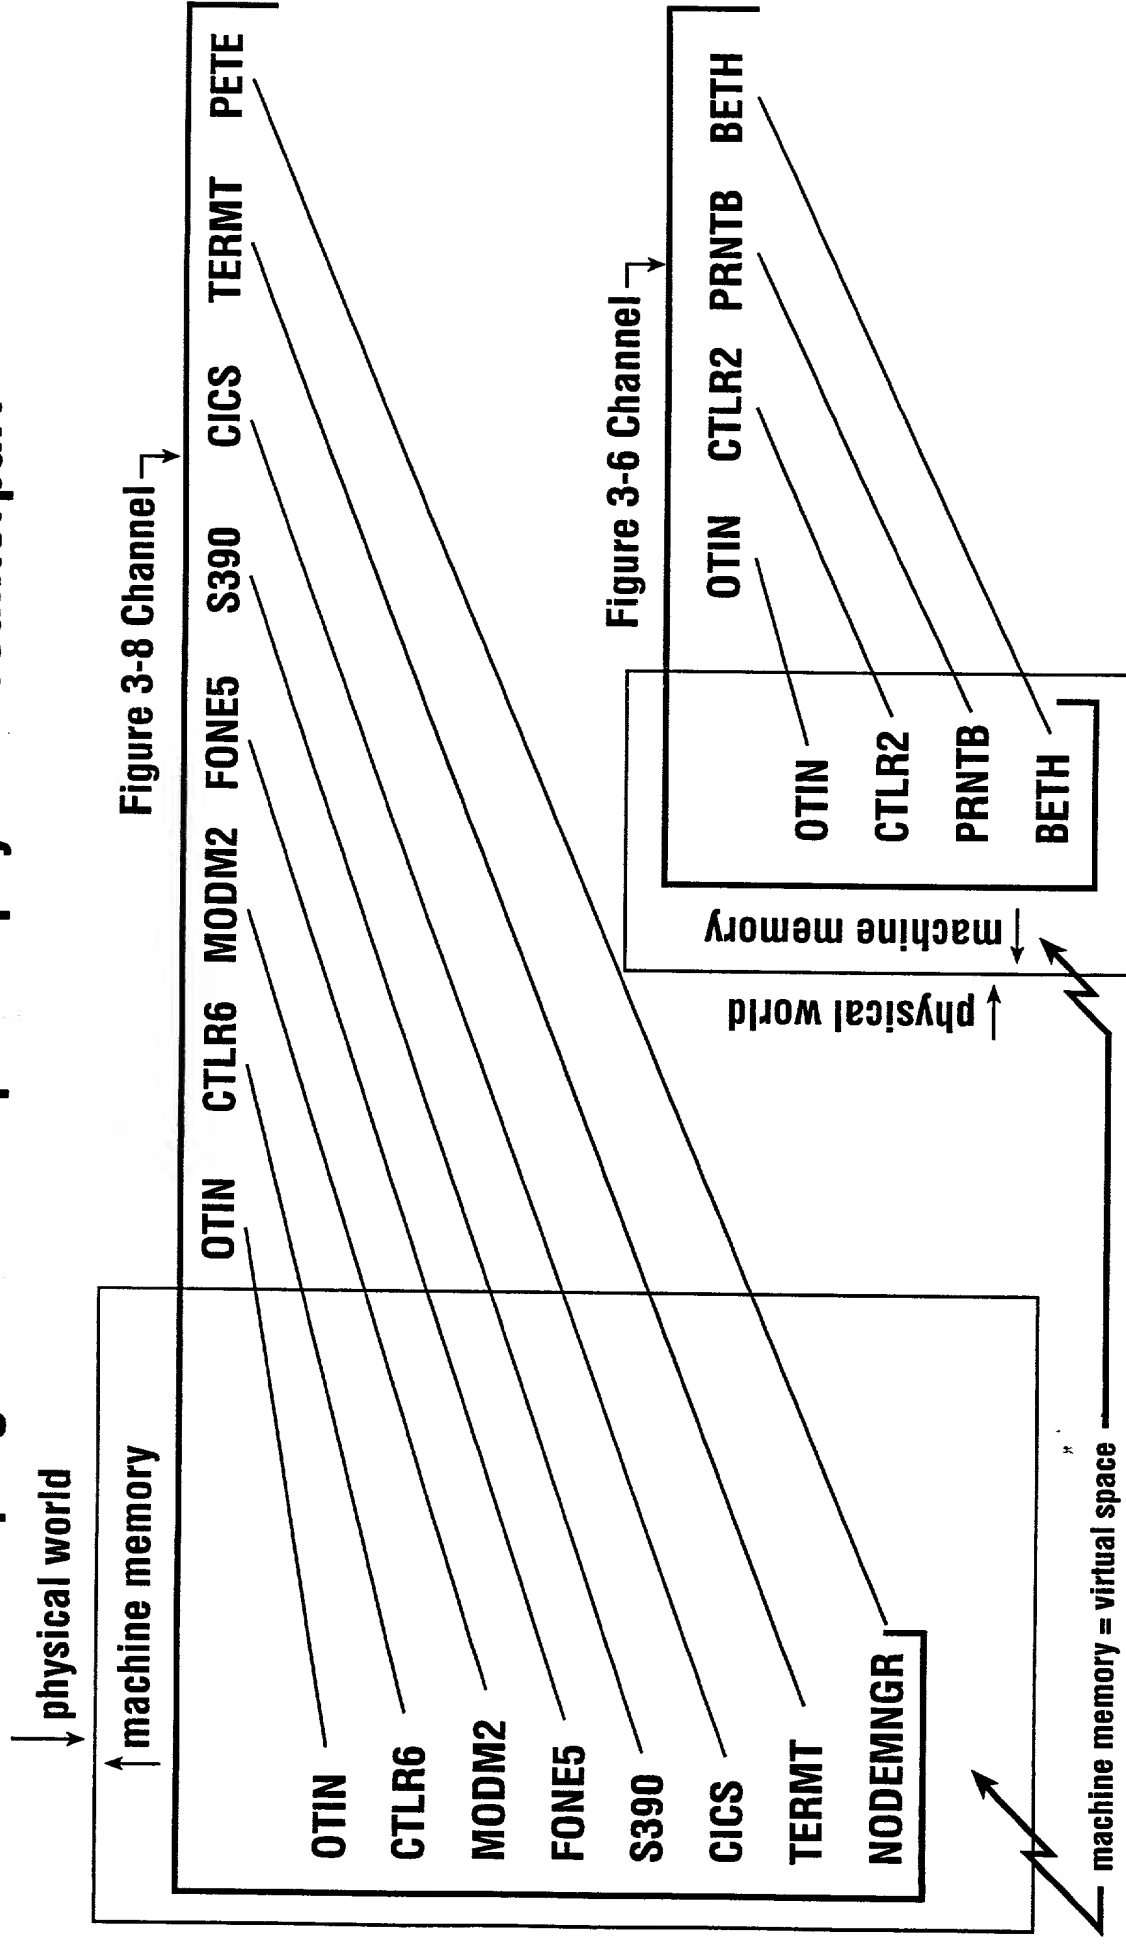 physical world
machine memory
Figure 3-8 Channel
OTIN CTLR6 MODM2 FONE5 S390 CICS TERMT PETE
OTIN
CTLR6
MODM2
FONE5
S390
CICS
TERMT
NODEMNGR
Figure 3-6 Channel
OTIN CTLR2 PRNTB BETH
OTIN
CTLR2
PRNTB
BETH
machine memory
physical world
machine memory = virtual space